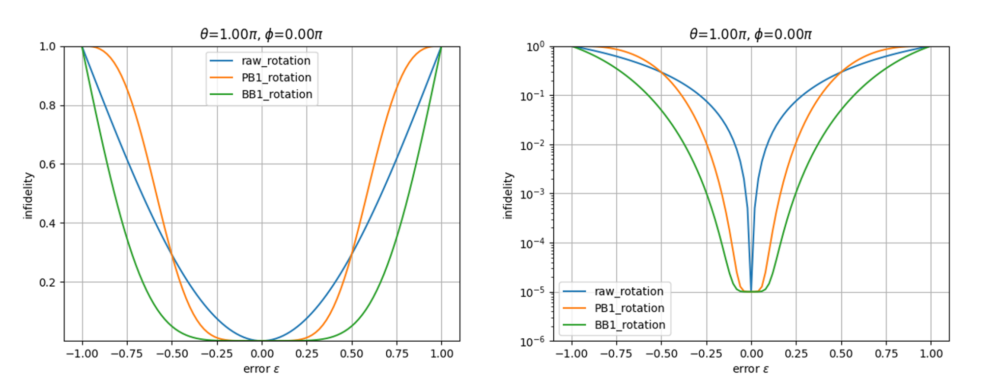 θ=1.00π, ϕ=0.00π
1.0
0.8
0.6
0.4
0.2
infidelity
raw_rotation
PB1_rotation
BB1_rotation
−1.00 −0.75 −0.50 −0.25 0.00 0.25 0.50 0.75 1.00
error ε
θ=1.00π, ϕ=0.00π
10⁰
10⁻¹
10⁻²
10⁻³
10⁻⁴
10⁻⁵
10⁻⁶
infidelity
raw_rotation
PB1_rotation
BB1_rotation
−1.00 −0.75 −0.50 −0.25 0.00 0.25 0.50 0.75 1.00
error ε